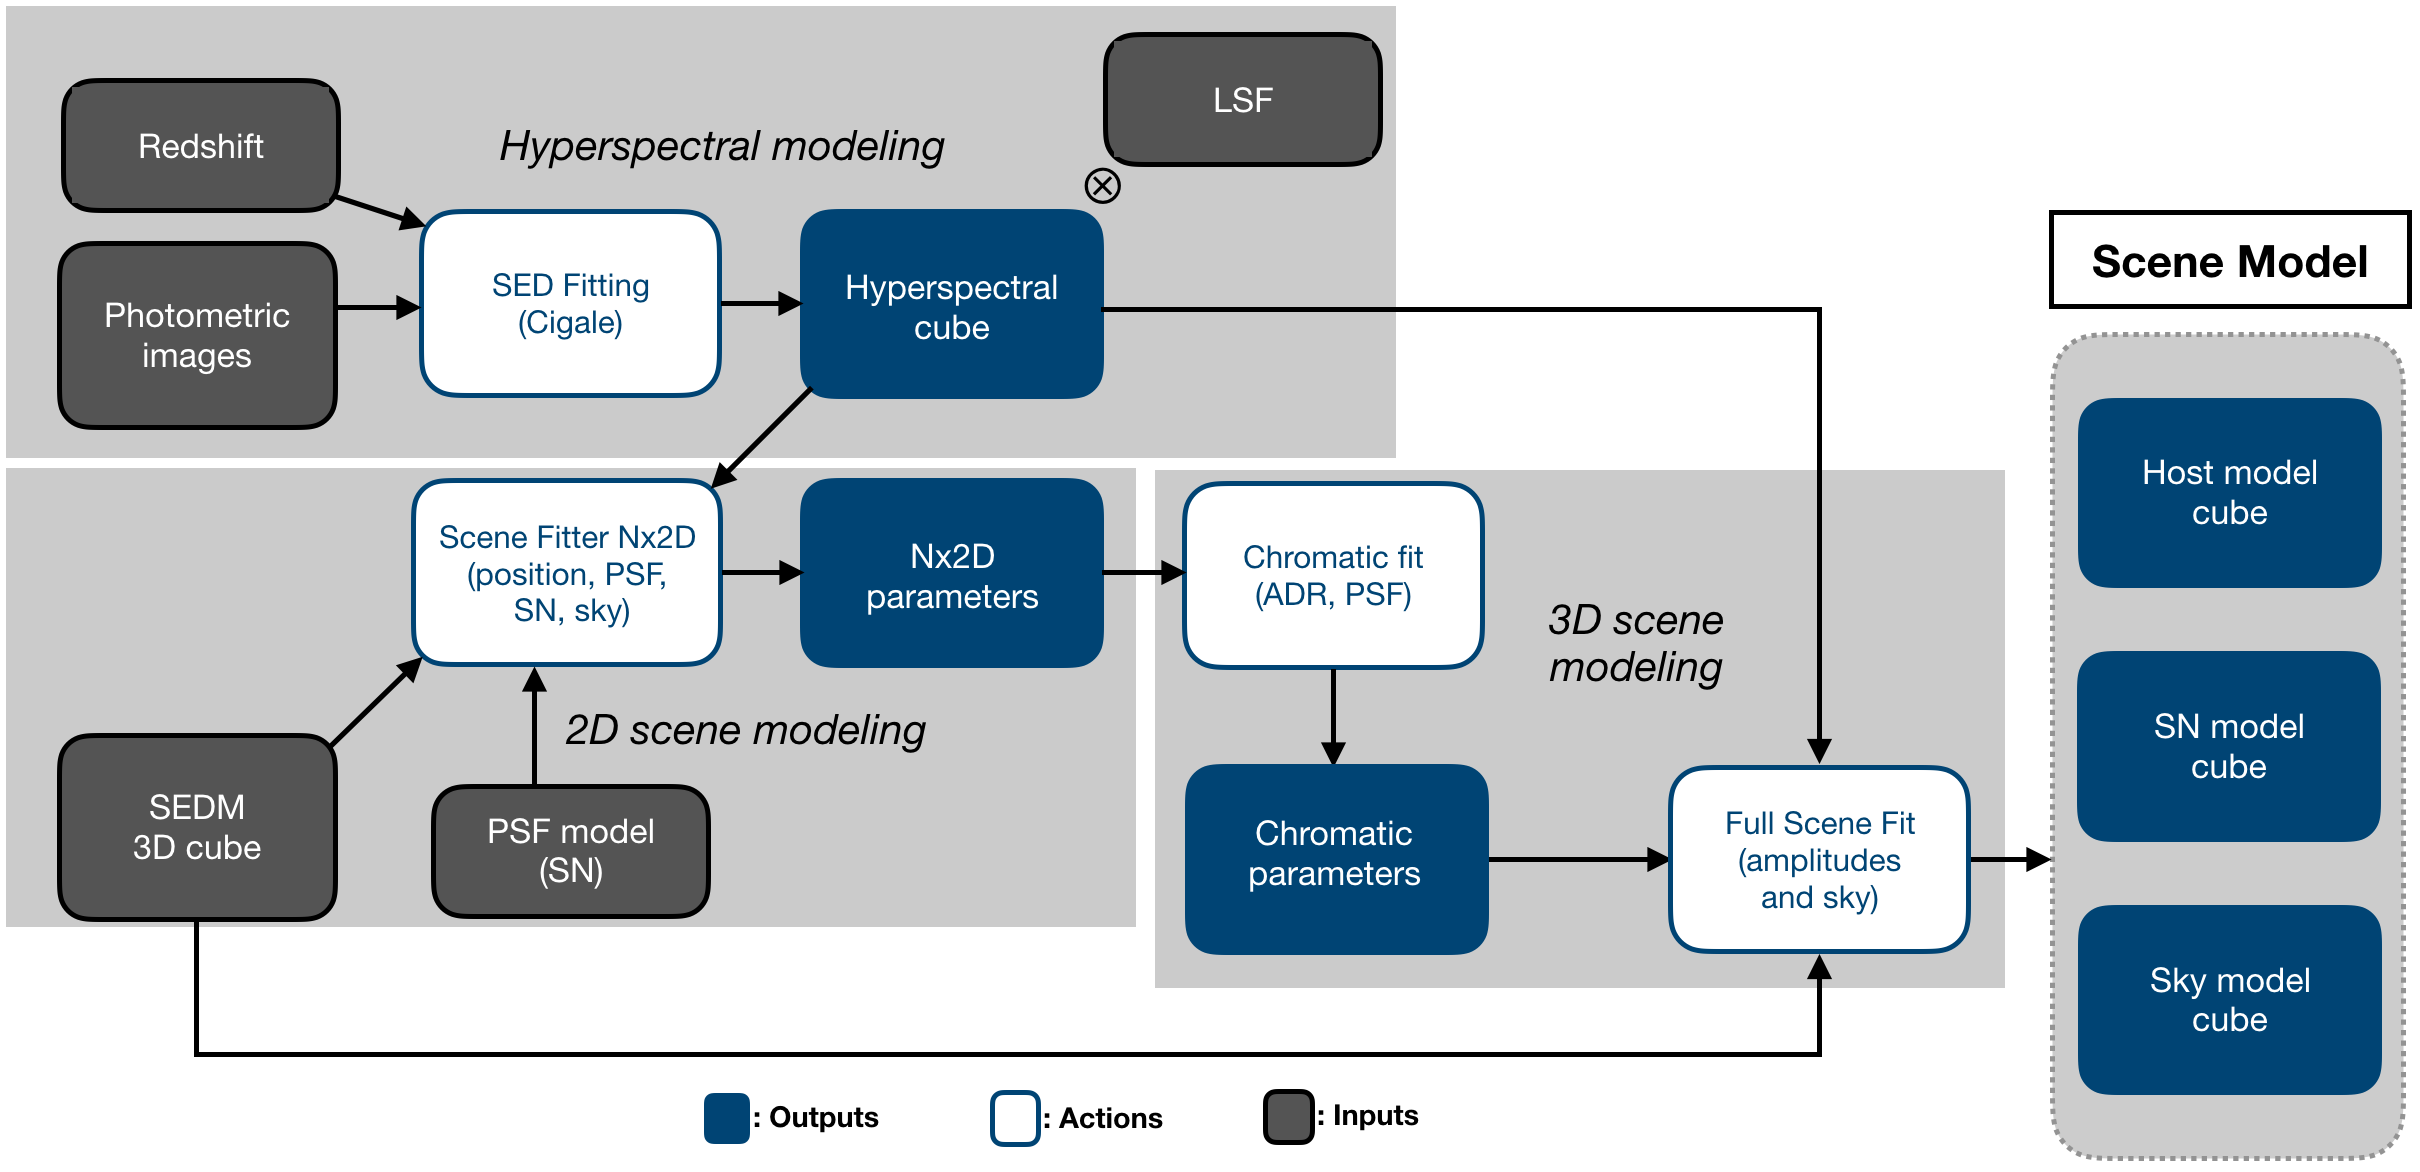 LSF
Redshift
Hyperspectral modeling
⊗
Photometric
images
SED Fitting
(Cigale)
Hyperspectral
cube
Scene Model
Scene Fitter Nx2D
(position, PSF,
SN, sky)
Nx2D
parameters
Chromatic fit
(ADR, PSF)
3D scene
modeling
2D scene modeling
SEDM
3D cube
PSF model
(SN)
Chromatic
parameters
Full Scene Fit
(amplitudes
and sky)
Host model
cube
SN model
cube
Sky model
cube
: Outputs
: Actions
: Inputs